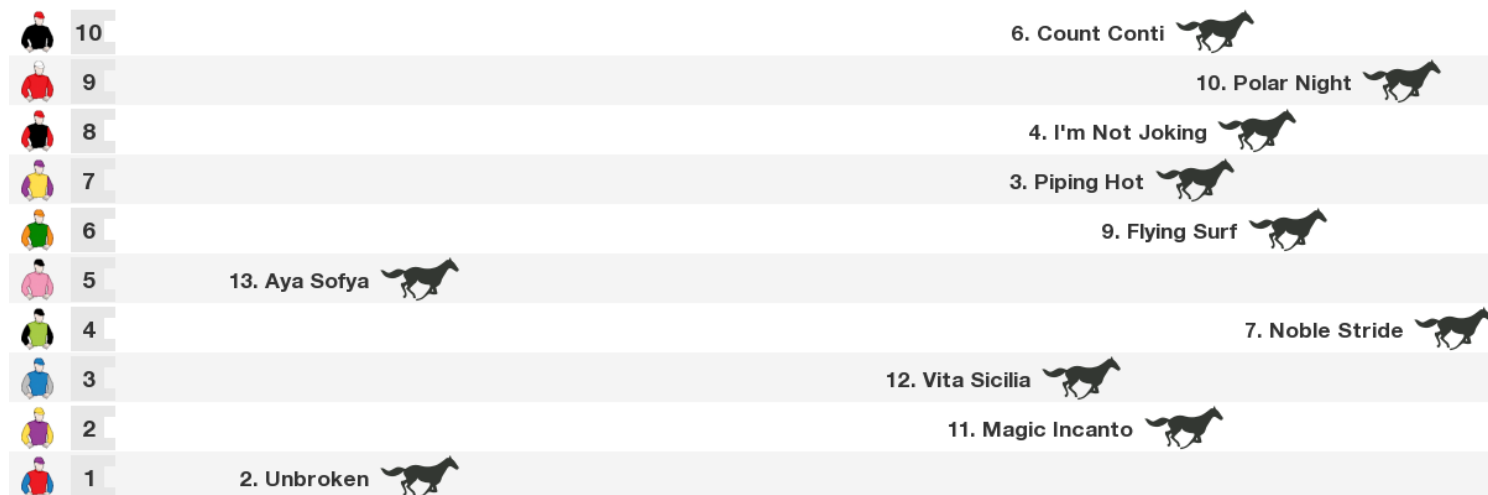 10 6. Count Conti
9 10. Polar Night
8 4. I'm Not Joking
7 3. Piping Hot
6 9. Flying Surf
5 13. Aya Sofya
4 7. Noble Stride
3 12. Vita Sicilia
2 11. Magic Incanto
1 2. Unbroken